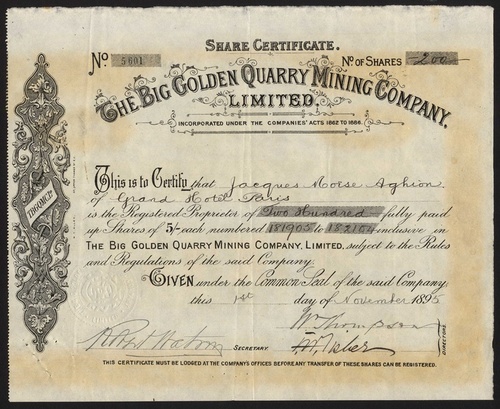 SHARE CERTIFICATE.
No 5601 No OF SHARES 200
THE BIG GOLDEN QUARRY MINING COMPANY,
LIMITED.
INCORPORATED UNDER THE COMPANIES' ACTS 1862 TO 1886.
This is to Certify that Jacques Moese Aghion
of Grand Hotel Paris
is the Registered Proprietor of Two Hundred fully paid
up Shares of 5/- each numbered 181905 to 182104 inclusive in
THE BIG GOLDEN QUARRY MINING COMPANY, LIMITED, subject to the Rules
and Regulations of the said Company.
GIVEN under the Common Seal of the said Company
this 1st day of November 1895
W Thompson
Watson SECRETARY.
DIRECTORS.
THIS CERTIFICATE MUST BE LODGED AT THE COMPANY'S OFFICES BEFORE ANY TRANSFER OF THESE SHARES CAN BE REGISTERED.